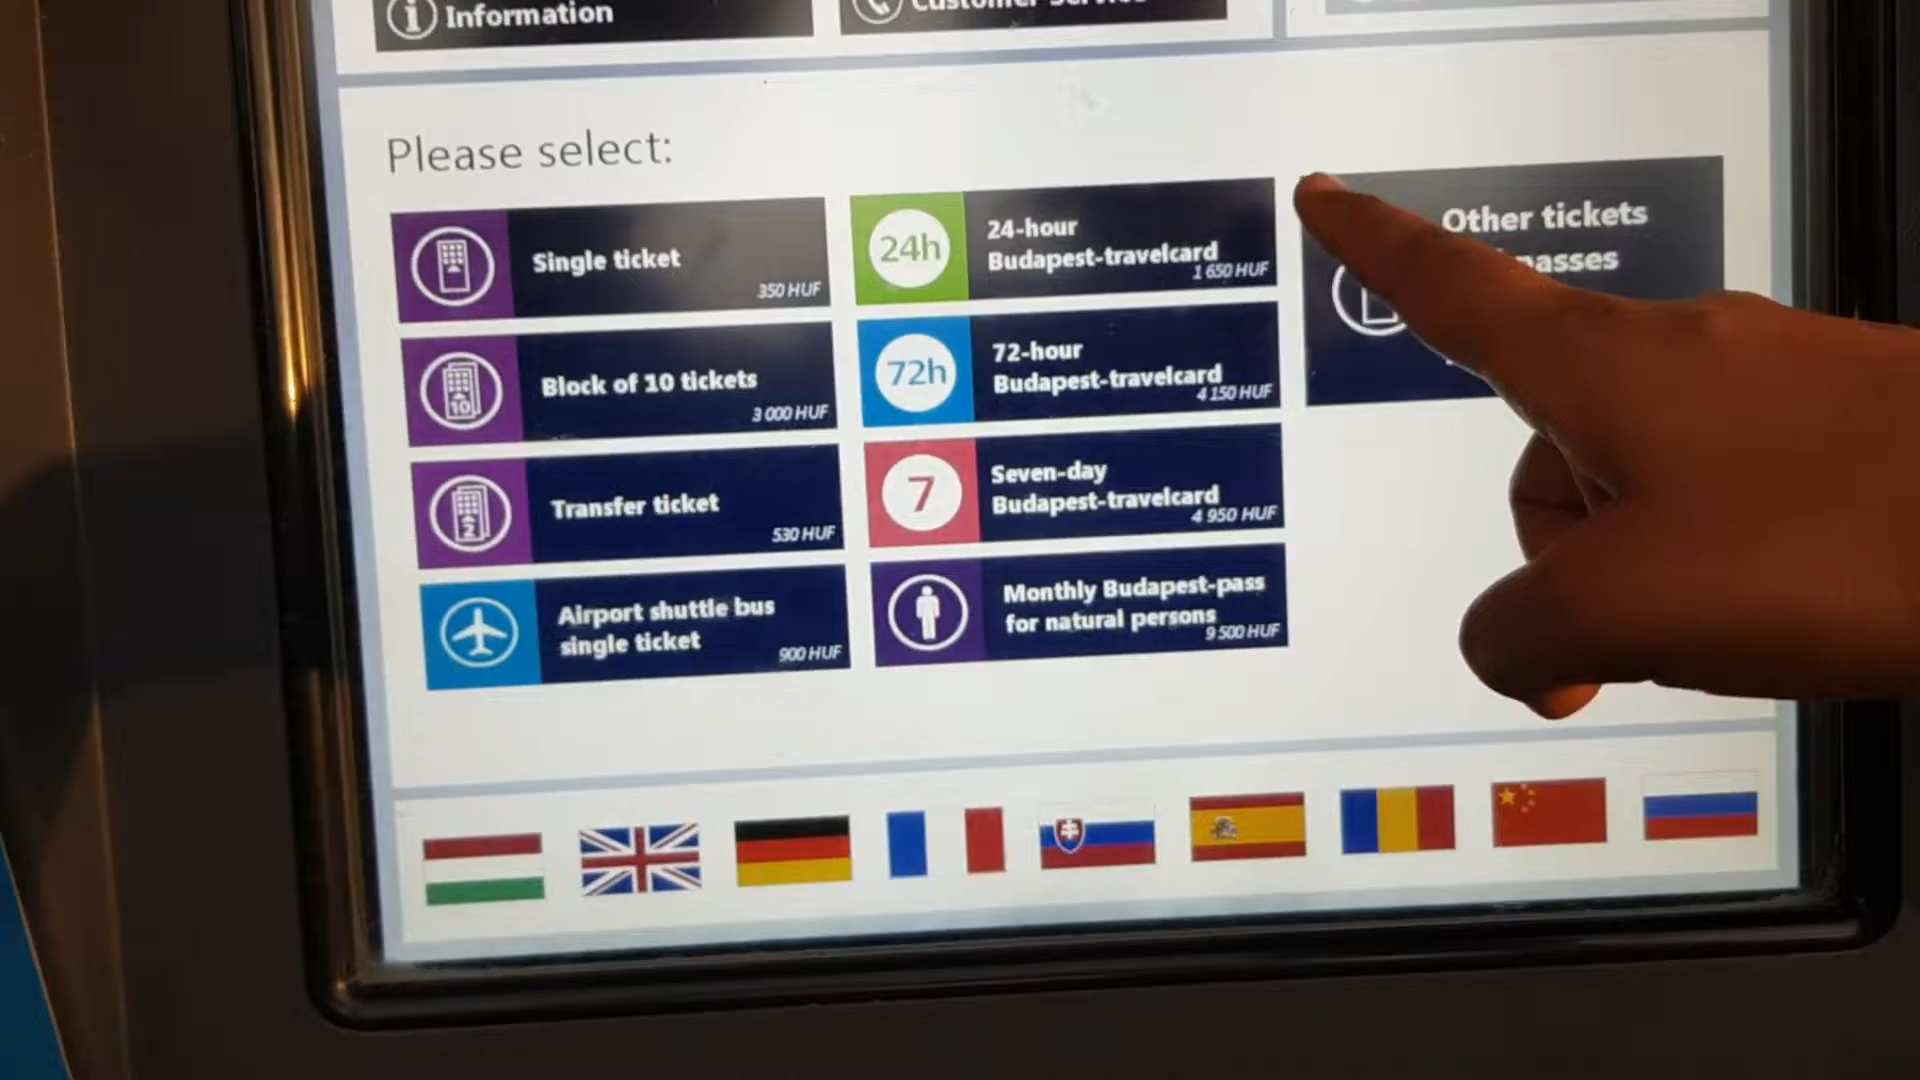 Information
Customer Service
Please select:
Single ticket
350 HUF
10
Block of 10 tickets
3 000 HUF
2
Transfer ticket
530 HUF
Airport shuttle bus
single ticket
900 HUF
24h
24-hour
Budapest-travelcard
1 650 HUF
72h
72-hour
Budapest-travelcard
4 150 HUF
7
Seven-day
Budapest-travelcard
4 950 HUF
Monthly Budapest-pass
for natural persons
9 500 HUF
Other tickets
passes